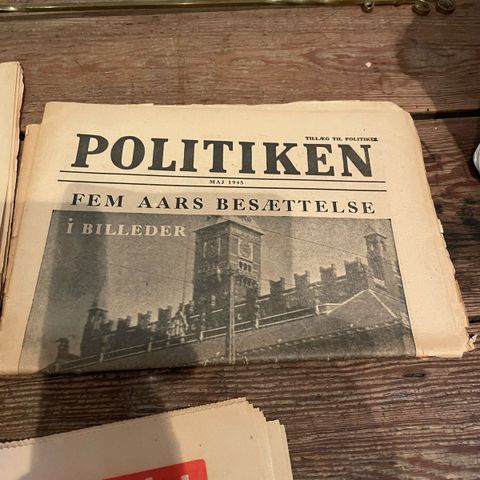 TILLÆG TIL POLITIKEN
POLITIKEN
MAJ 1945
FEM AARS BESÆTTELSE
I BILLEDER